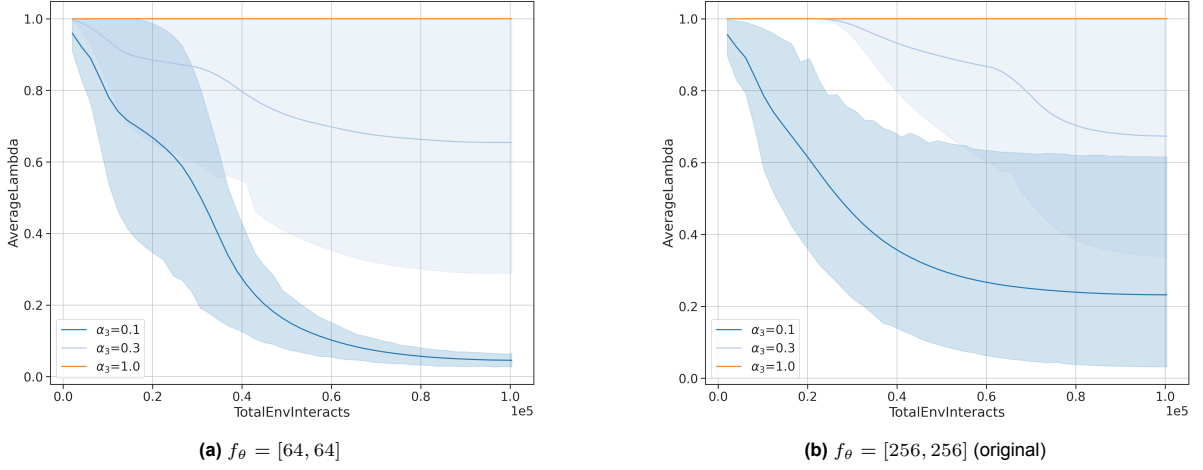 1.0
0.8
0.6
0.4
0.2
0.0
AverageLambda
α₃=0.1
α₃=0.3
α₃=1.0
0.0 0.2 0.4 0.6 0.8 1.0
1e5
TotalEnvInteracts
(a) f_θ = [64, 64]
1.0
0.8
0.6
0.4
0.2
0.0
AverageLambda
α₃=0.1
α₃=0.3
α₃=1.0
0.0 0.2 0.4 0.6 0.8 1.0
1e5
TotalEnvInteracts
(b) f_θ = [256, 256] (original)